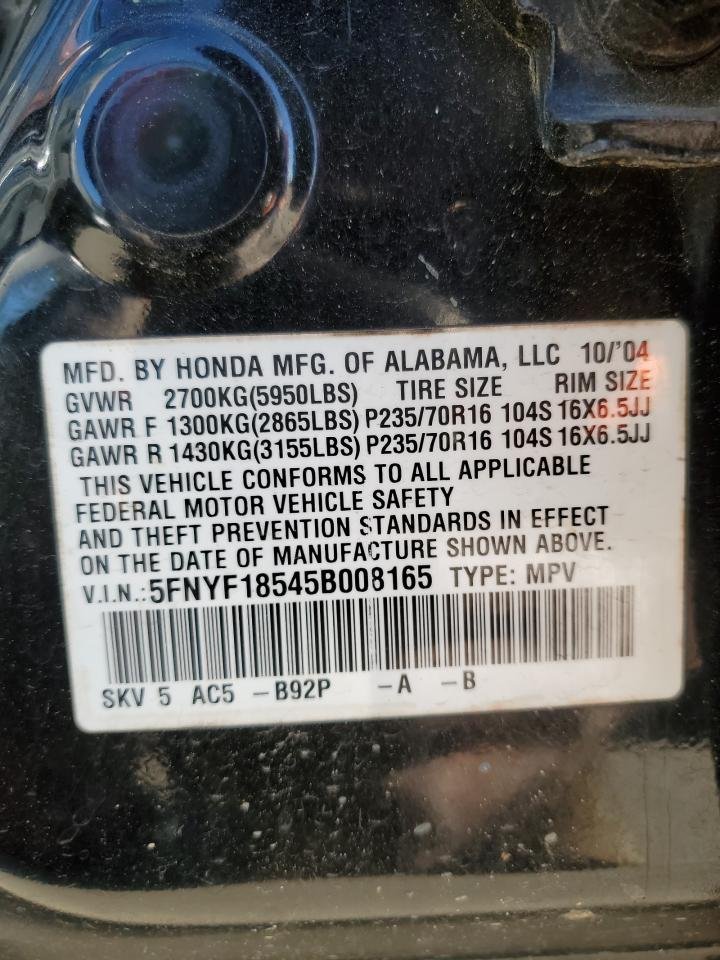 MFD. BY HONDA MFG. OF ALABAMA, LLC 10/'04
GVWR 2700KG(5950LBS) TIRE SIZE RIM SIZE
GAWR F 1300KG(2865LBS) P235/70R16 104S 16X6.5JJ
GAWR R 1430KG(3155LBS) P235/70R16 104S 16X6.5JJ
THIS VEHICLE CONFORMS TO ALL APPLICABLE
FEDERAL MOTOR VEHICLE SAFETY
AND THEFT PREVENTION STANDARDS IN EFFECT
ON THE DATE OF MANUFACTURE SHOWN ABOVE.
V.I.N.: 5FNYF18545B008165 TYPE: MPV
SKV 5 AC5 -B92P -A -B